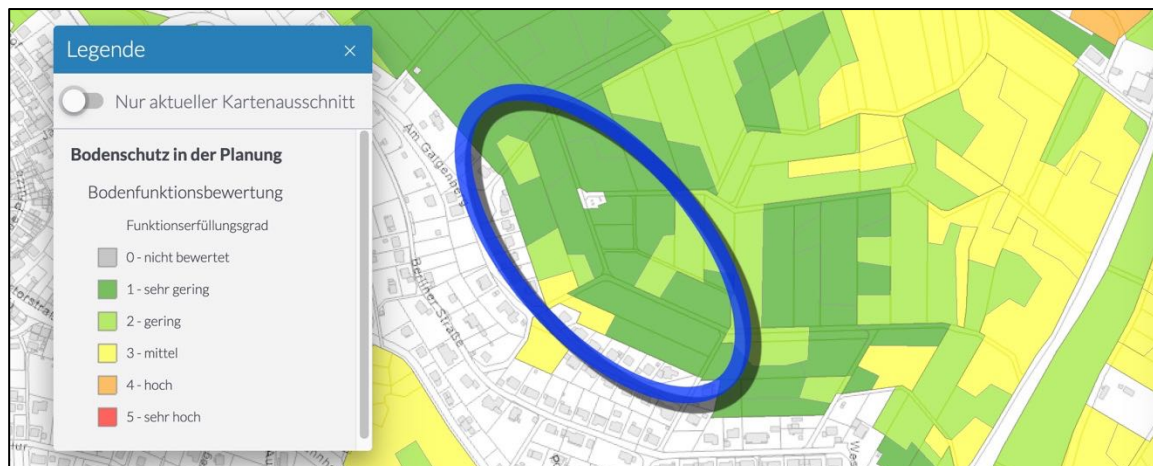 Legende ×
Nur aktueller Kartenausschnitt
Bodenschutz in der Planung
Bodenfunktionsbewertung
Funktionserfüllungsgrad
0 - nicht bewertet
1 - sehr gering
2 - gering
3 - mittel
4 - hoch
5 - sehr hoch
Am Galgenberg
Berliner-Straße